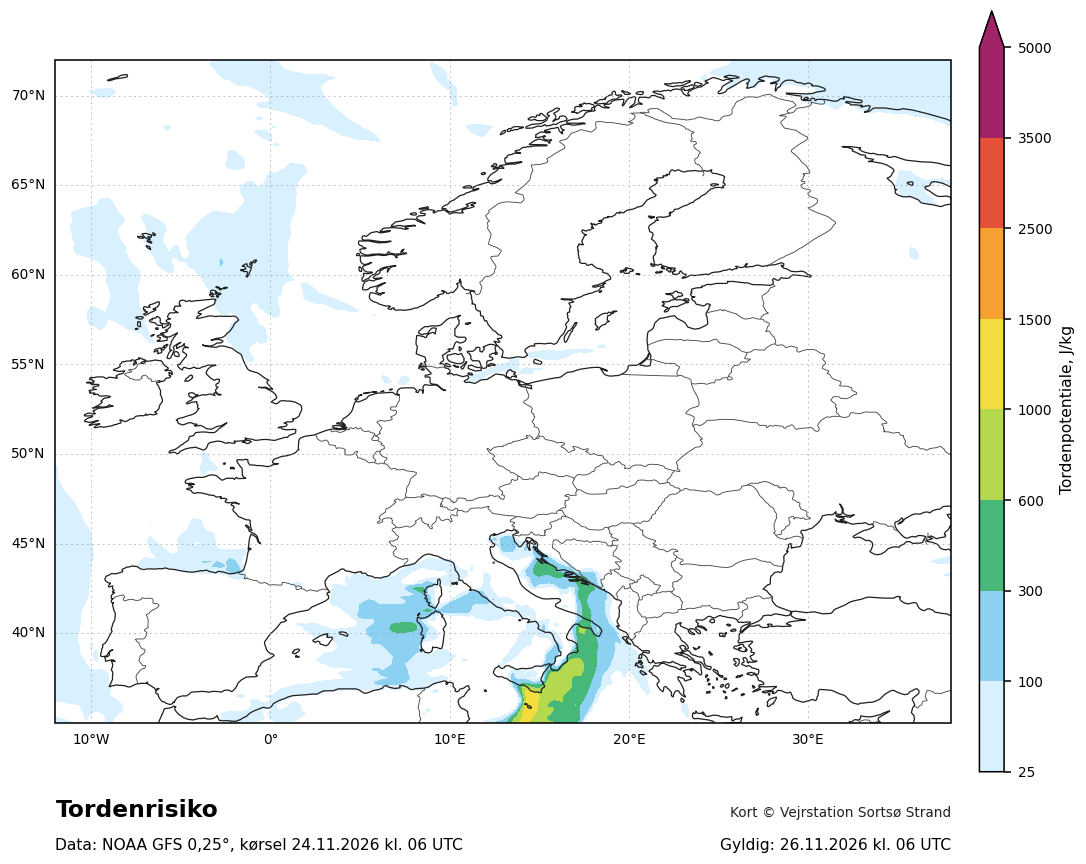 70°N
65°N
60°N
55°N
50°N
45°N
40°N
10°W
0°
10°E
20°E
30°E
5000
3500
2500
1500
1000
600
300
100
25
Tordenpotentiale, J/kg
Tordenrisiko
Kort © Vejrstation Sortsø Strand
Data: NOAA GFS 0,25°, kørsel 24.11.2026 kl. 06 UTC
Gyldig: 26.11.2026 kl. 06 UTC